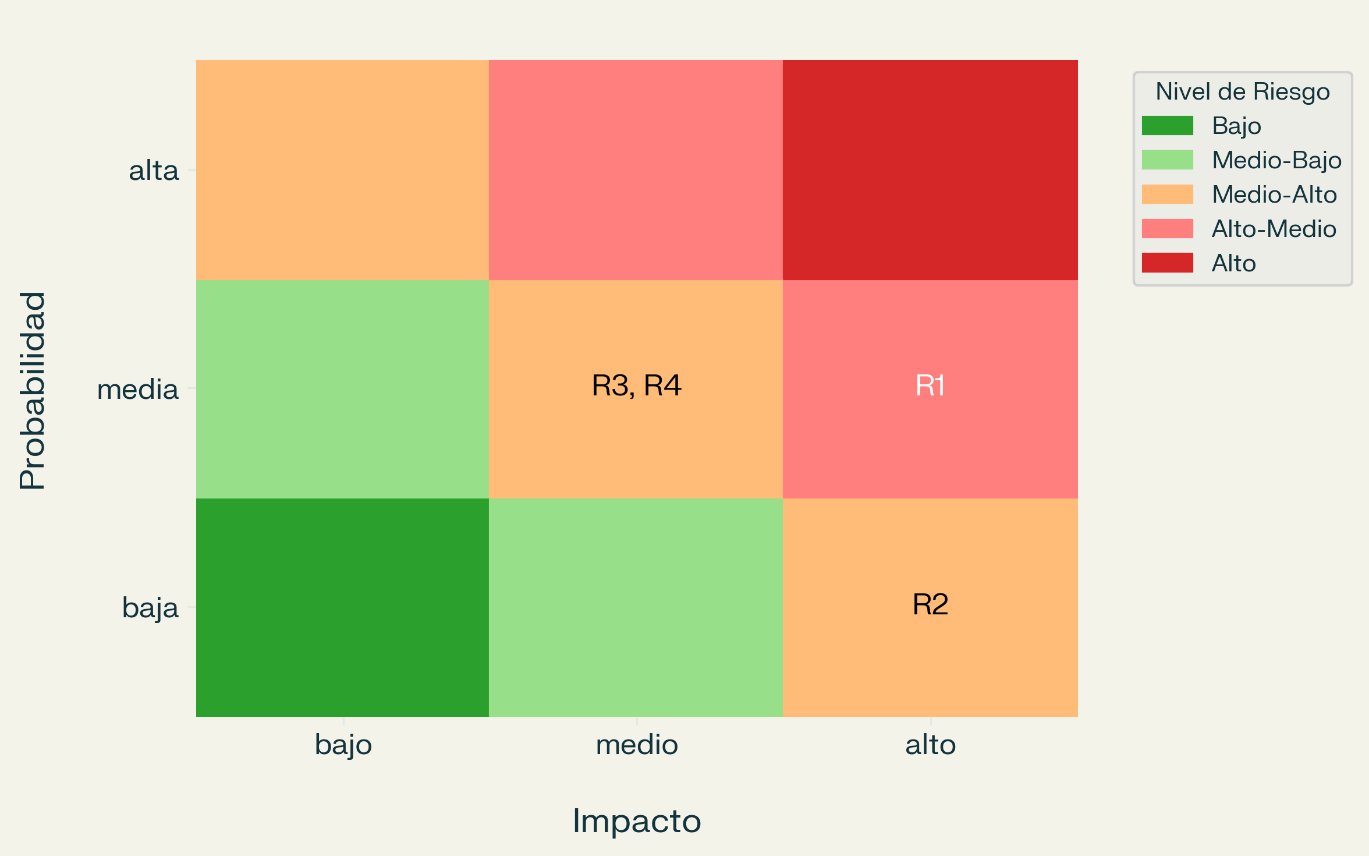 Nivel de Riesgo
Bajo
Medio-Bajo
Medio-Alto
Alto-Medio
Alto
Probabilidad
alta
media
baja
R3, R4
R1
R2
bajo
medio
alto
Impacto